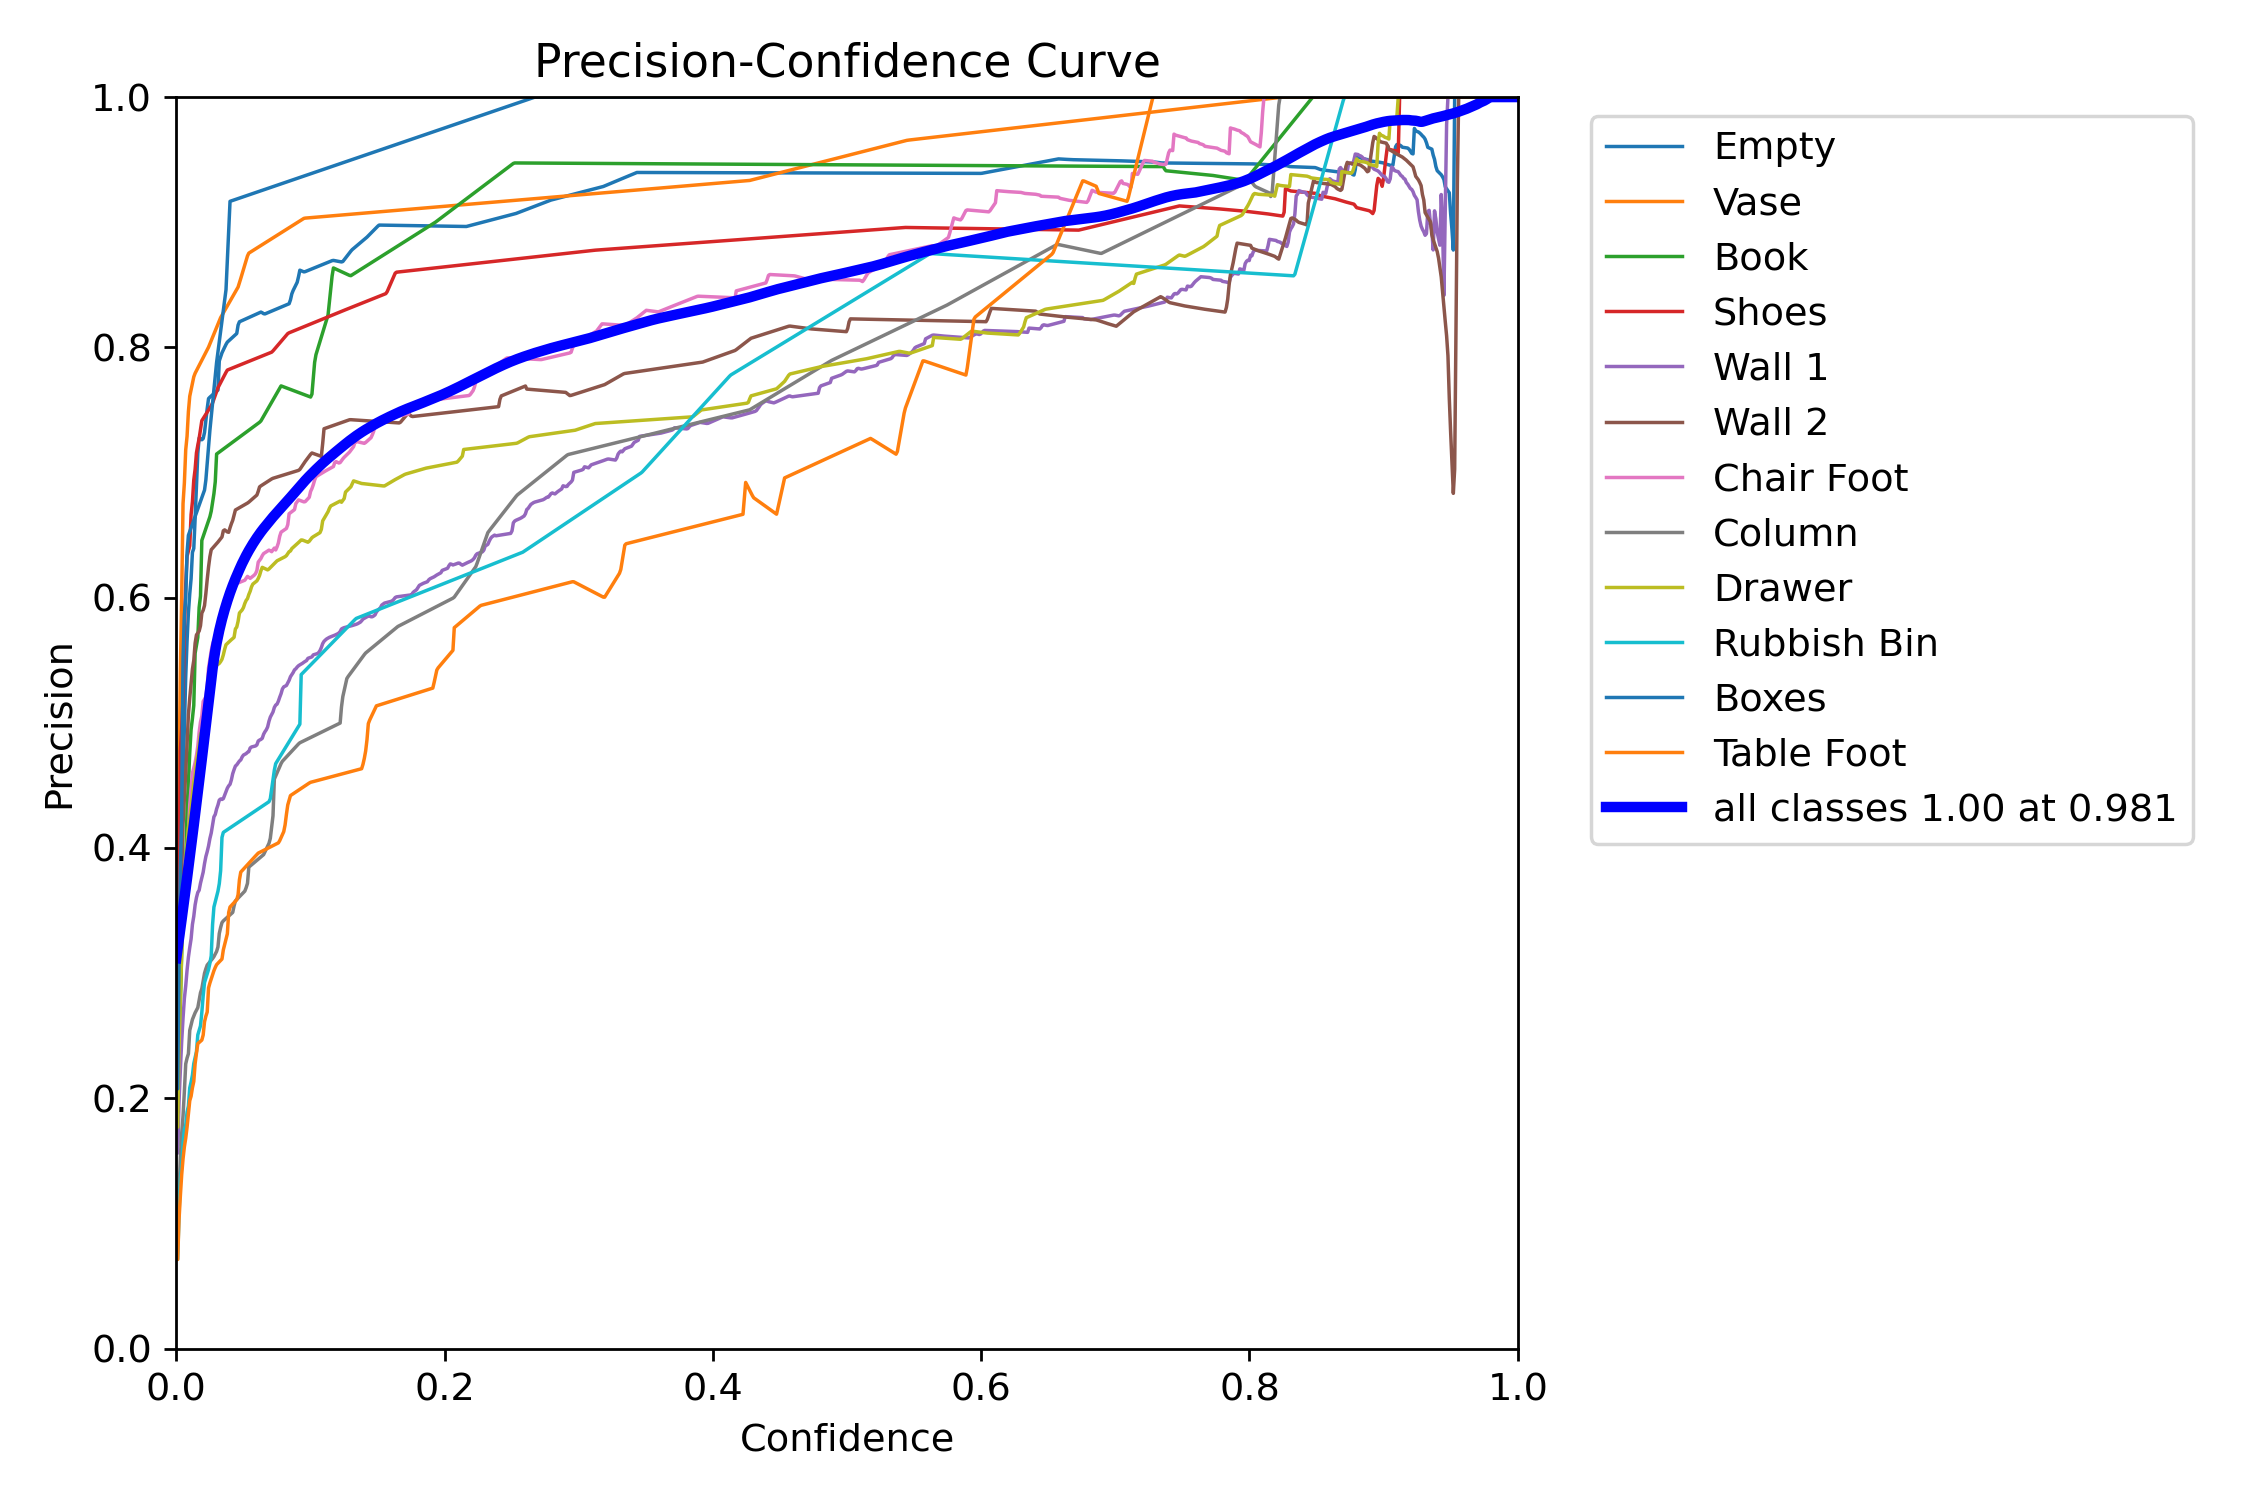 Precision-Confidence Curve
1.0
0.8
0.6
0.4
0.2
0.0
Precision
0.0 0.2 0.4 0.6 0.8 1.0
Confidence
Empty
Vase
Book
Shoes
Wall 1
Wall 2
Chair Foot
Column
Drawer
Rubbish Bin
Boxes
Table Foot
all classes 1.00 at 0.981